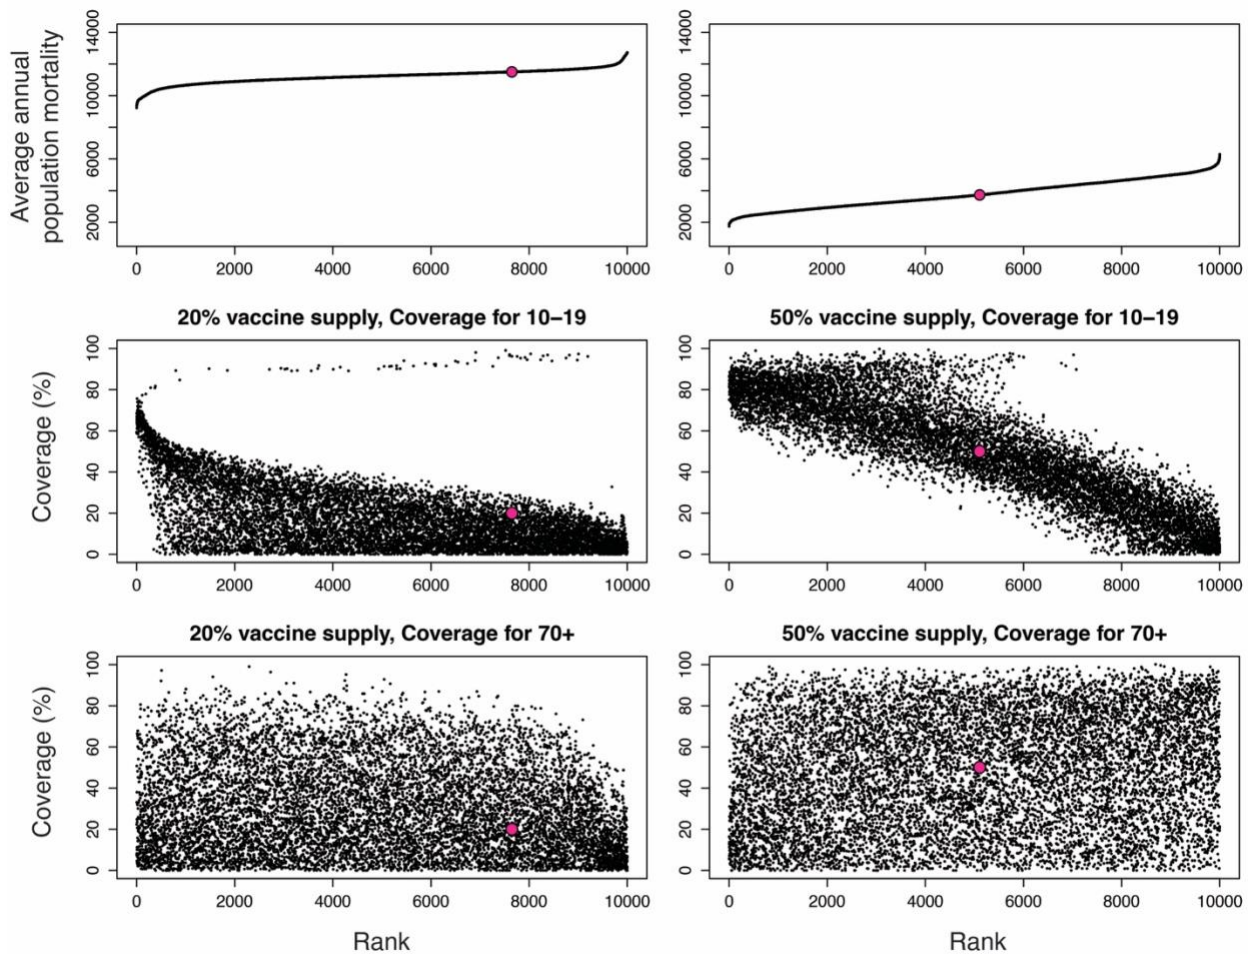 Average annual
population mortality
14000
10000
6000
2000
0 2000 4000 6000 8000 10000
14000
10000
6000
2000
0 2000 4000 6000 8000 10000
20% vaccine supply, Coverage for 10–19
Coverage (%)
100
80
60
40
20
0
0 2000 4000 6000 8000 10000
50% vaccine supply, Coverage for 10–19
100
80
60
40
20
0
0 2000 4000 6000 8000 10000
20% vaccine supply, Coverage for 70+
Coverage (%)
100
80
60
40
20
0
0 2000 4000 6000 8000 10000
Rank
50% vaccine supply, Coverage for 70+
100
80
60
40
20
0
0 2000 4000 6000 8000 10000
Rank